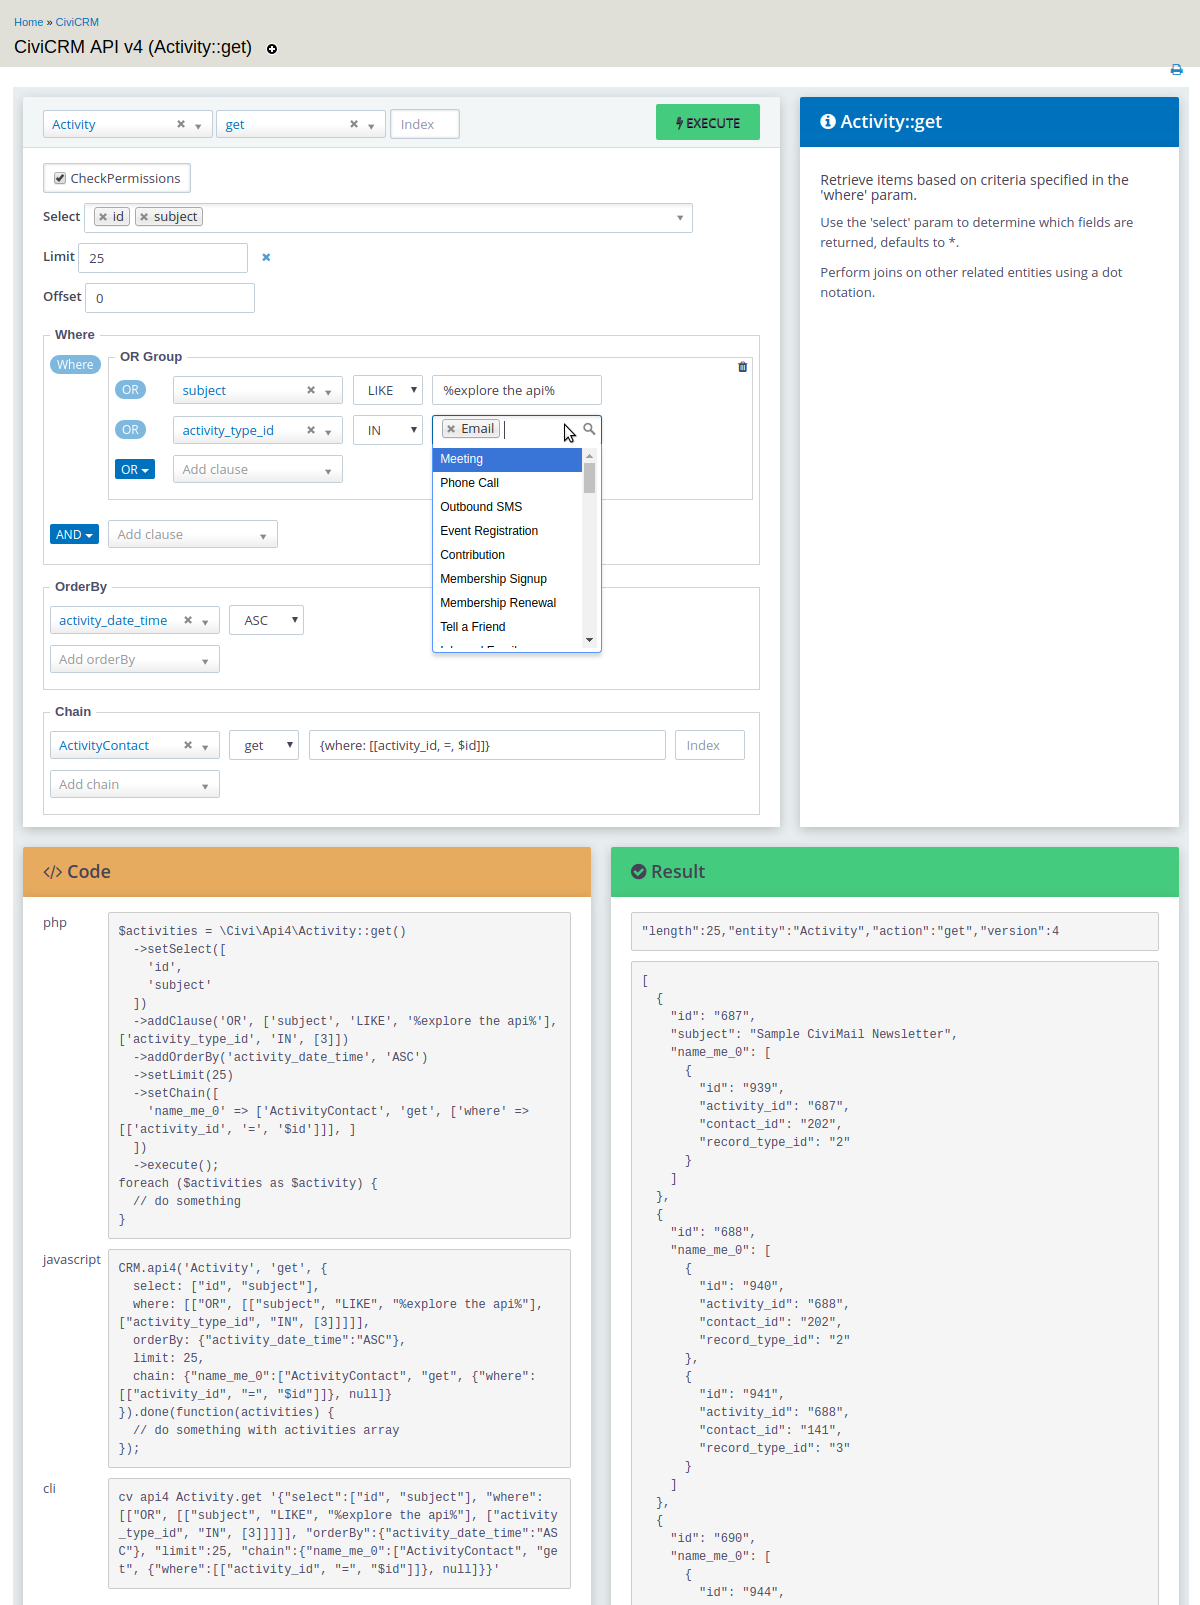 Home » CiviCRM
CiviCRM API v4 (Activity::get)
Activity
get
Index
EXECUTE
CheckPermissions
Select
id
subject
Limit
25
Offset
0
Where
Where
OR Group
OR
subject
LIKE
%explore the api%
OR
activity_type_id
IN
Email
OR
Add clause
Meeting
Phone Call
Outbound SMS
Event Registration
Contribution
Membership Signup
Membership Renewal
Tell a Friend
AND
Add clause
OrderBy
activity_date_time
ASC
Add orderBy
Chain
ActivityContact
get
{where: [[activity_id, =, $id]]}
Index
Add chain
Activity::get
Retrieve items based on criteria specified in the
'where' param.
Use the 'select' param to determine which fields are
returned, defaults to *.
Perform joins on other related entities using a dot
notation.
</> Code
php
$activities = \Civi\Api4\Activity::get()
  ->setSelect([
    'id',
    'subject'
  ])
  ->addClause('OR', ['subject', 'LIKE', '%explore the api%'],
['activity_type_id', 'IN', [3]])
  ->addOrderBy('activity_date_time', 'ASC')
  ->setLimit(25)
  ->setChain([
    'name_me_0' => ['ActivityContact', 'get', ['where' =>
[['activity_id', '=', '$id']]], ]
  ])
  ->execute();
foreach ($activities as $activity) {
  // do something
}
javascript
CRM.api4('Activity', 'get', {
  select: ["id", "subject"],
  where: [["OR", [["subject", "LIKE", "%explore the api%"],
["activity_type_id", "IN", [3]]]]],
  orderBy: {"activity_date_time":"ASC"},
  limit: 25,
  chain: {"name_me_0":["ActivityContact", "get", {"where":
[["activity_id", "=", "$id"]]}, null]}
}).done(function(activities) {
  // do something with activities array
});
cli
cv api4 Activity.get '{"select":["id", "subject"], "where":
[["OR", [["subject", "LIKE", "%explore the api%"], ["activity
_type_id", "IN", [3]]]]], "orderBy":{"activity_date_time":"AS
C"}, "limit":25, "chain":{"name_me_0":["ActivityContact", "ge
t", {"where":[["activity_id", "=", "$id"]]}, null]}}'
Result
"length":25,"entity":"Activity","action":"get","version":4
[
  {
    "id": "687",
    "subject": "Sample CiviMail Newsletter",
    "name_me_0": [
      {
        "id": "939",
        "activity_id": "687",
        "contact_id": "202",
        "record_type_id": "2"
      }
    ]
  },
  {
    "id": "688",
    "name_me_0": [
      {
        "id": "940",
        "activity_id": "688",
        "contact_id": "202",
        "record_type_id": "2"
      },
      {
        "id": "941",
        "activity_id": "688",
        "contact_id": "141",
        "record_type_id": "3"
      }
    ]
  },
  {
    "id": "690",
    "name_me_0": [
      {
        "id": "944",